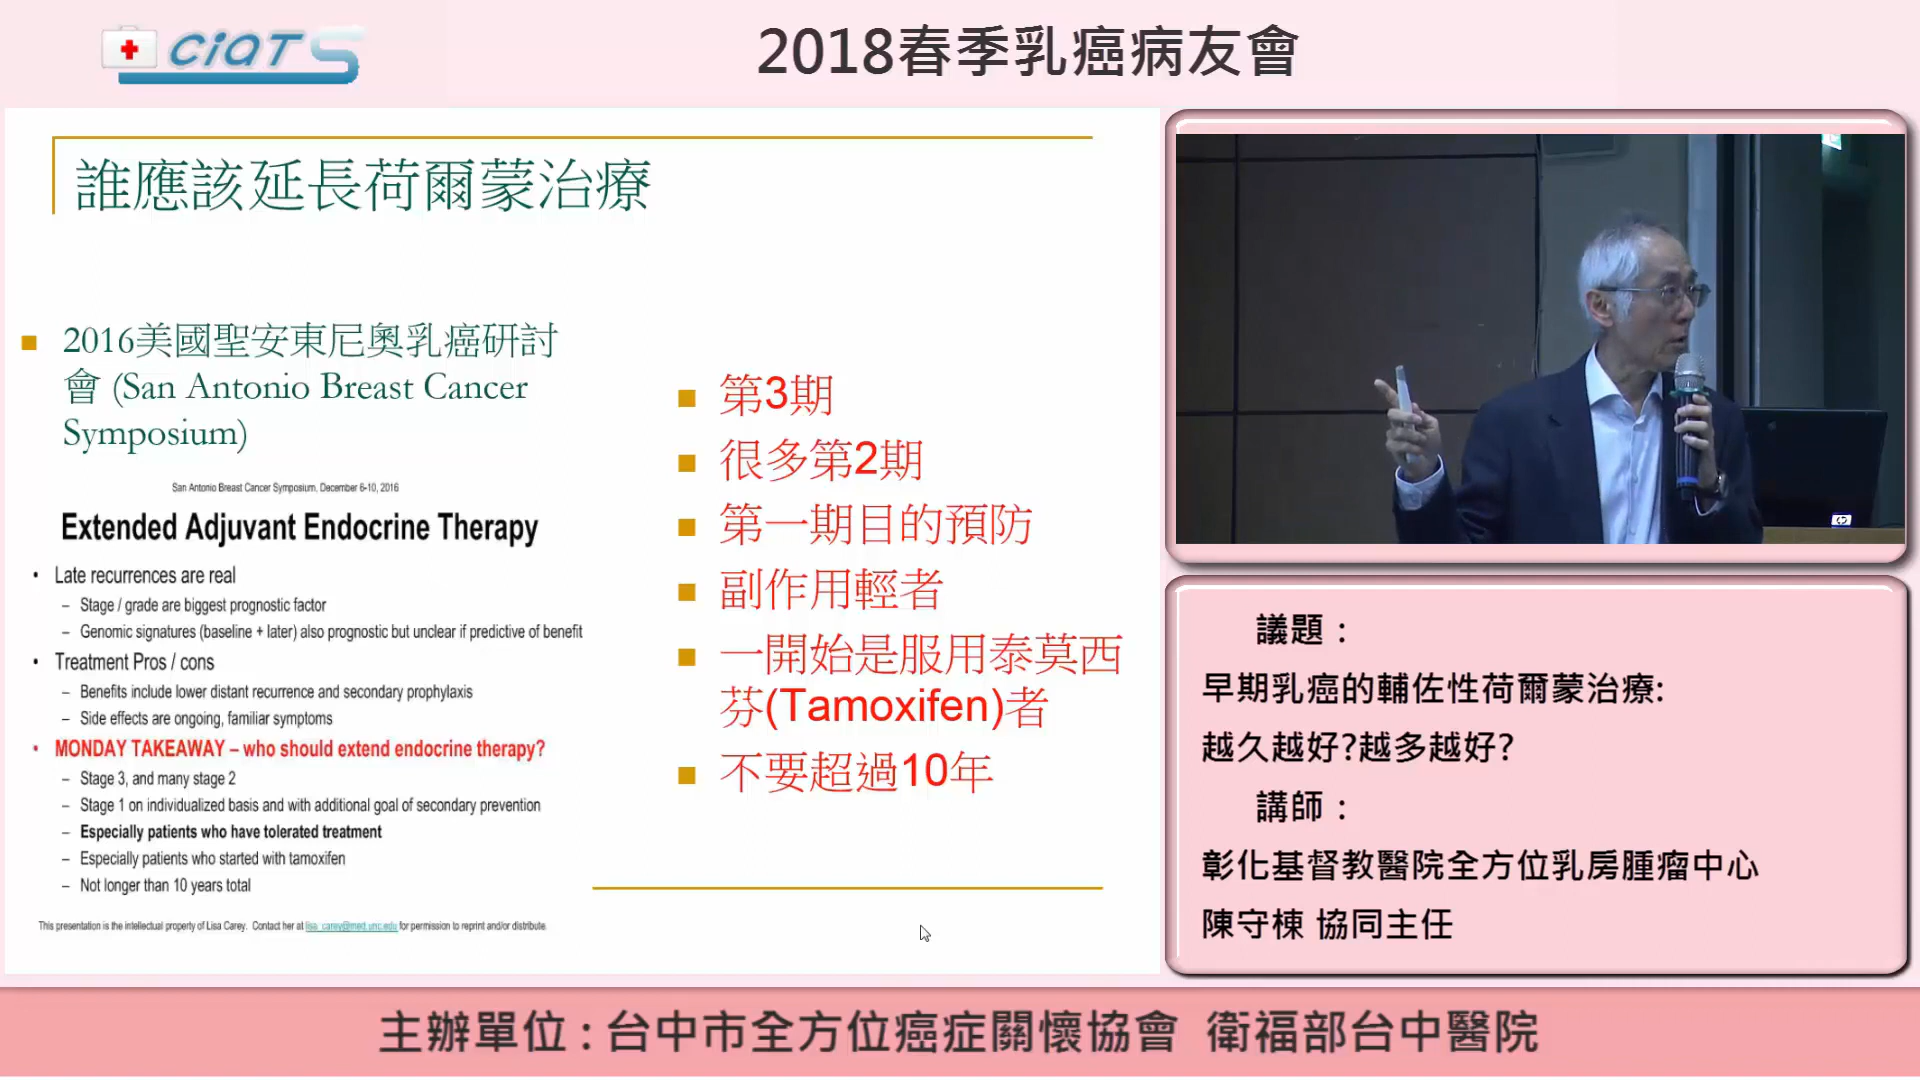 CiQTS
2018春季乳癌病友會
誰應該延長荷爾蒙治療
2016美國聖安東尼奧乳癌研討
會 (San Antonio Breast Cancer
Symposium)
San Antonio Breast Cancer Symposium, December 6-10, 2016
Extended Adjuvant Endocrine Therapy
• Late recurrences are real
– Stage / grade are biggest prognostic factor
– Genomic signatures (baseline + later) also prognostic but unclear if predictive of benefit
• Treatment Pros / cons
– Benefits include lower distant recurrence and secondary prophylaxis
– Side effects are ongoing, familiar symptoms
• MONDAY TAKEAWAY – who should extend endocrine therapy?
– Stage 3, and many stage 2
– Stage 1 on individualized basis and with additional goal of secondary prevention
– Especially patients who have tolerated treatment
– Especially patients who started with tamoxifen
– Not longer than 10 years total
This presentation is the intellectual property of Lisa Carey. Contact her at lisa_carey@med.unc.edu for permission to reprint and/or distribute.
第3期
很多第2期
第一期目的預防
副作用輕者
一開始是服用泰莫西
芬(Tamoxifen)者
不要超過10年
議題：
早期乳癌的輔佐性荷爾蒙治療:
越久越好?越多越好?
講師：
彰化基督教醫院全方位乳房腫瘤中心
陳守棟 協同主任
主辦單位 : 台中市全方位癌症關懷協會 衛福部台中醫院